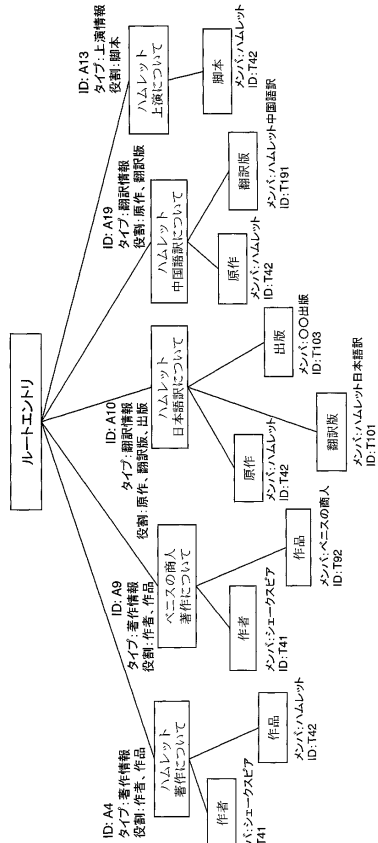 ルートエントリ
ID: A4
タイプ:著作情報
役割:作者、作品
ハムレット
著作について
作者
バ:シェークスピア
T41
作品
メンバ:ハムレット
ID:T42
ID: A9
タイプ:著作情報
役割:作者、作品
ベニスの商人
著作について
作者
メンバ:シェークスピア
ID:T41
作品
メンバ:ベニスの商人
ID:T92
ID: A10
タイプ:翻訳情報
役割:原作、翻訳版、出版
ハムレット
日本語訳について
原作
メンバ:ハムレット
ID:T42
翻訳版
メンバ:ハムレット日本語訳
ID:T101
出版
メンバ:〇〇出版
ID:T103
ID: A19
タイプ:翻訳情報
役割:原作、翻訳版
ハムレット
中国語訳について
原作
メンバ:ハムレット
ID:T42
翻訳版
メンバ:ハムレット中国語訳
ID:T191
ID: A13
タイプ:上演情報
役割:脚本
ハムレット
上演について
脚本
メンバ:ハムレット
ID:T42